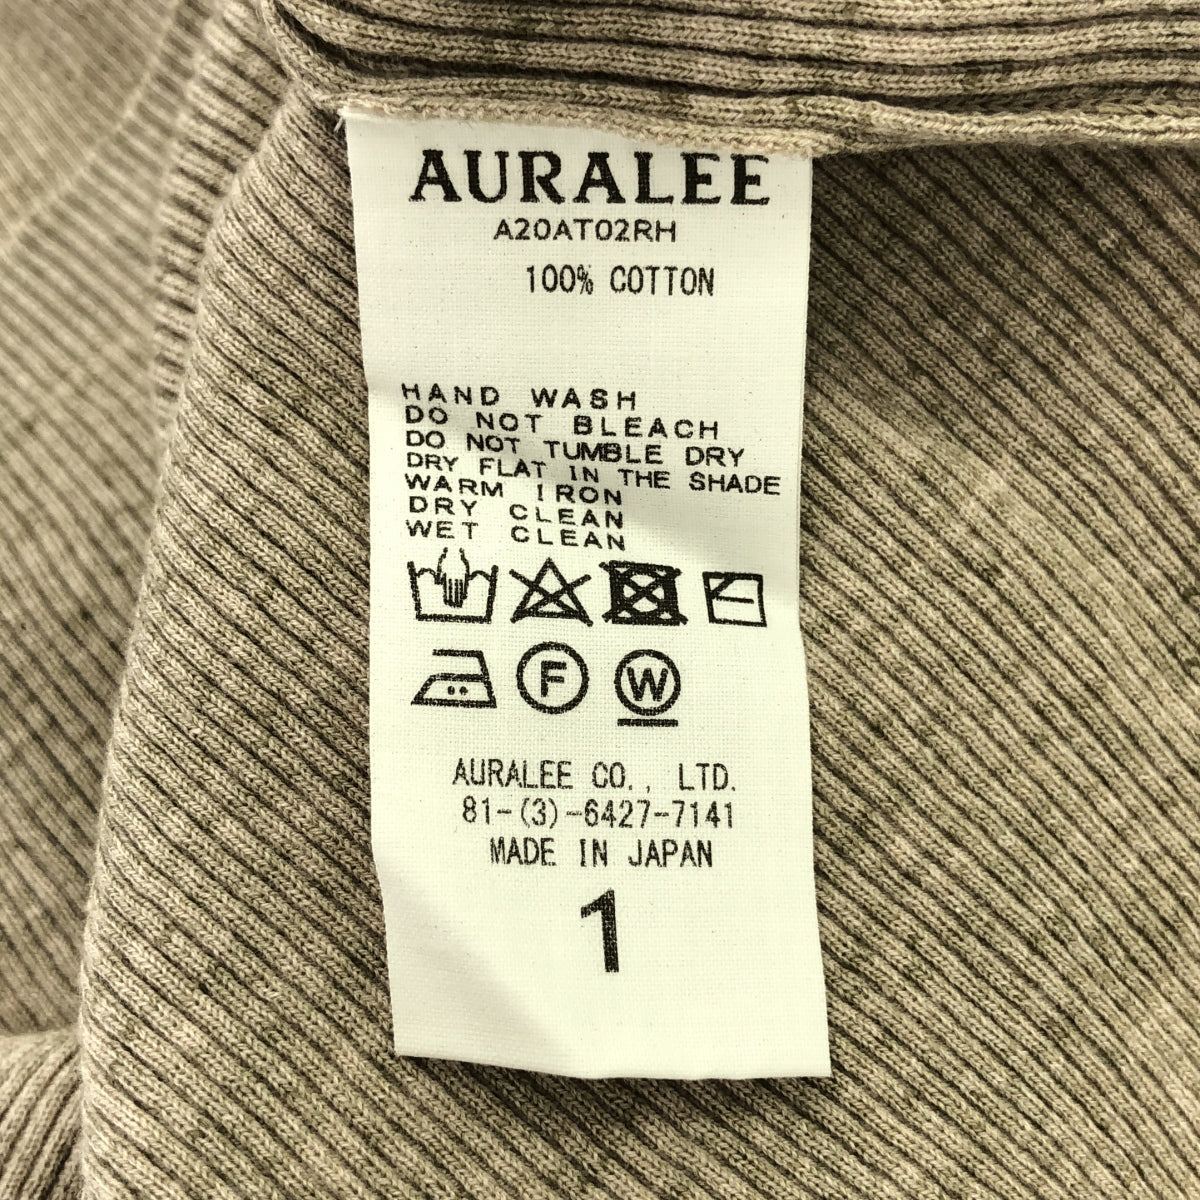 AURALEE
A20AT02RH
100% COTTON
HAND WASH
DO NOT BLEACH
DO NOT TUMBLE DRY
DRY FLAT IN THE SHADE
WARM IRON
DRY CLEAN
WET CLEAN
F W
AURALEE CO., LTD.
81-(3)-6427-7141
MADE IN JAPAN
1